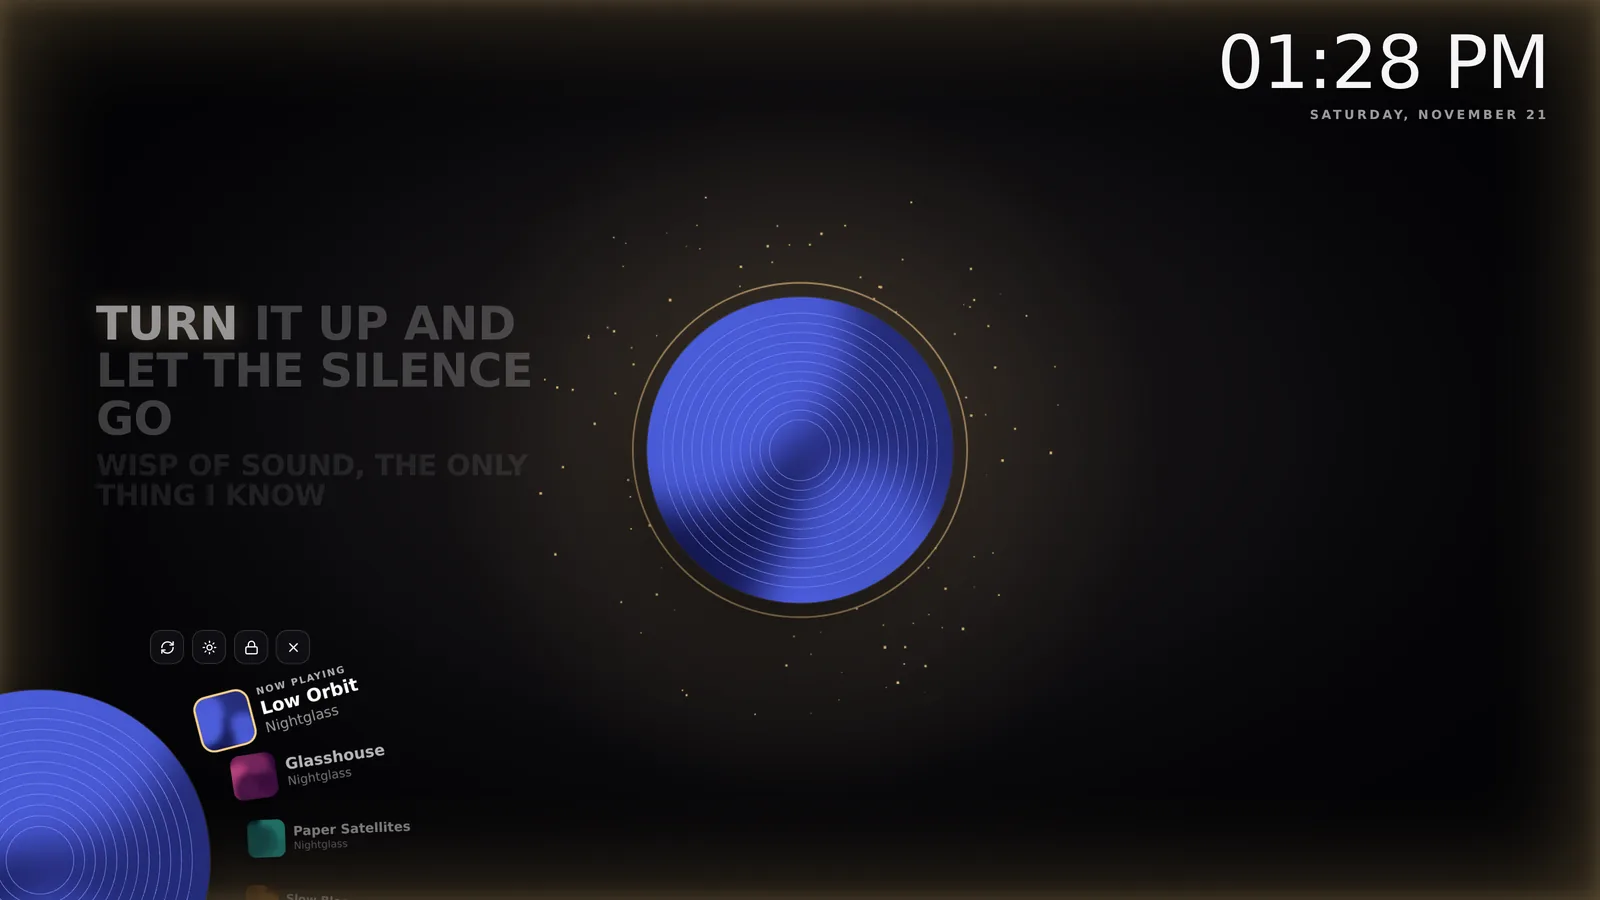 01:28 PM
SATURDAY, NOVEMBER 21
TURN IT UP AND
LET THE SILENCE
GO
WISP OF SOUND, THE ONLY
THING I KNOW
NOW PLAYING
Low Orbit
Nightglass
Glasshouse
Nightglass
Paper Satellites
Nightglass
Slow